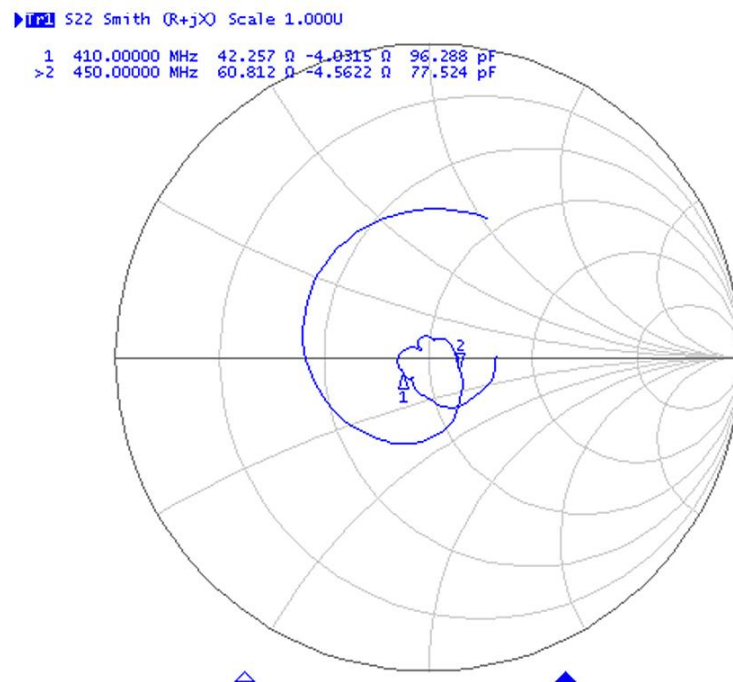 Tr1 S22 Smith (R+jX) Scale 1.000U
1 410.00000 MHz 42.257 Ω -4.0315 Ω 96.288 pF
>2 450.00000 MHz 60.812 Ω -4.5622 Ω 77.524 pF
2
1